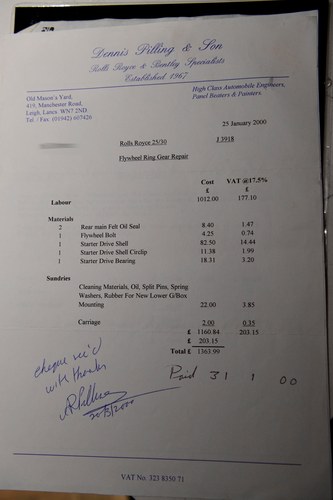 Dennis Pilling & Son
Rolls Royce & Bentley Specialists
Established 1967
Old Mason's Yard,
419, Manchester Road,
Leigh, Lancs. WN7 2ND.
Tel. / Fax. (01942) 607426
High Class Automobile Engineers,
Panel Beaters & Painters.
25 January 2000
Rolls Royce 25/30 J 3918
Flywheel Ring Gear Repair
Cost VAT @17.5%
£ £
Labour 1012.00 177.10
Materials
2 Rear main Felt Oil Seal 8.40 1.47
1 Flywheel Bolt 4.25 0.74
1 Starter Drive Shell 82.50 14.44
1 Starter Drive Shell Circlip 11.38 1.99
1 Starter Drive Bearing 18.31 3.20
Sundries
Cleaning Materials, Oil, Split Pins, Spring
Washers, Rubber For New Lower G/Box
Mounting 22.00 3.85
Carriage 2.00 0.35
£ 1160.84 203.15
£ 203.15
Total £ 1363.99
cheque rec'd
with thanks
Paid 31 1 00
VAT No. 323 8350 71